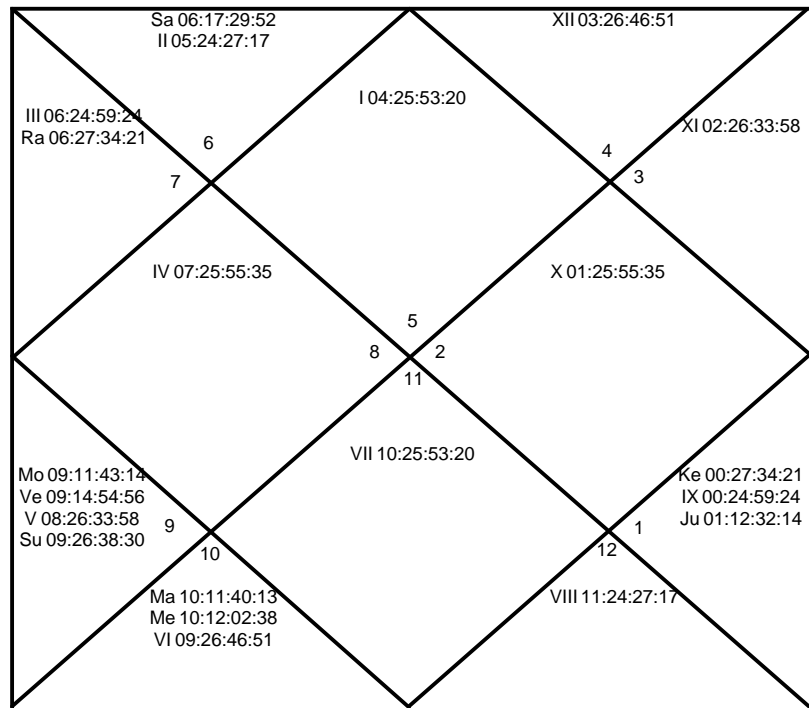 Sa 06:17:29:52
II 05:24:27:17
XII 03:26:46:51
I 04:25:53:20
III 06:24:59:24
Ra 06:27:34:21
XI 02:26:33:58
6
4
7
3
IV 07:25:55:35
X 01:25:55:35
5
8
2
11
VII 10:25:53:20
Mo 09:11:43:14
Ve 09:14:54:56
V 08:26:33:58
Su 09:26:38:30
Ke 00:27:34:21
IX 00:24:59:24
Ju 01:12:32:14
9
1
10
12
Ma 10:11:40:13
Me 10:12:02:38
VI 09:26:46:51
VIII 11:24:27:17